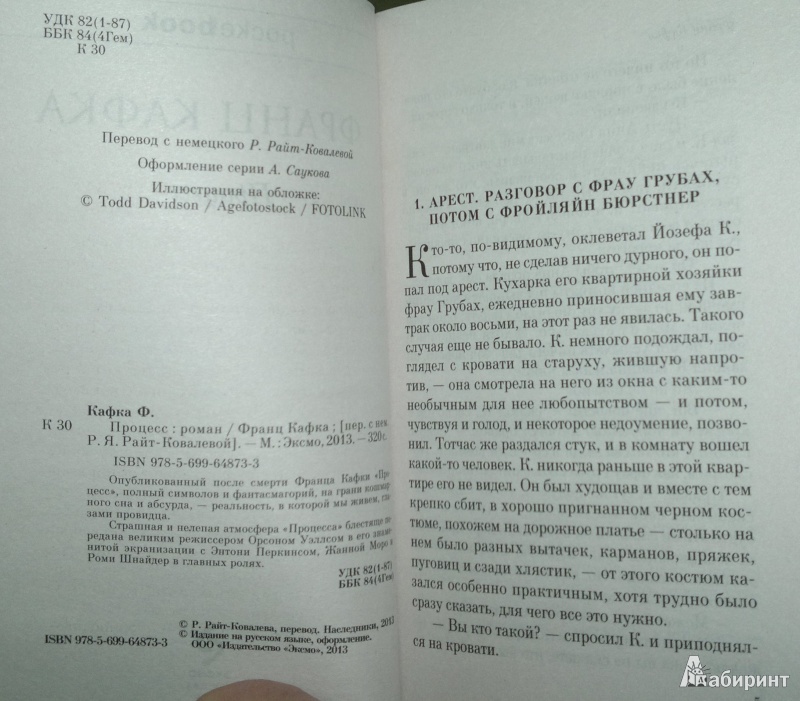 УДК 82(1-87)
ББК 84(4Гем)
К 30
Перевод с немецкого Р. Райт-Ковалевой
Оформление серии А. Саукова
Иллюстрация на обложке:
© Todd Davidson / Agefotostock / FOTOLINK
Кафка Ф.
К 30 Процесс : роман / Франц Кафка ; [пер. с нем.
Р. Я. Райт-Ковалевой]. — М. : Эксмо, 2013. — 320 с.
ISBN 978-5-699-64873-3
Опубликованный после смерти Франца Кафки «Про-
цесс», полный символов и фантасмагорий, на грани кошмар-
ного сна и абсурда, — реальность, в которой мы живем, гла-
зами провидца.
Страшная и нелепая атмосфера «Процесса» блестяще пе-
редана великим режиссером Орсоном Уэллсом в его знаме-
нитой экранизации с Энтони Перкинсом, Жанной Моро и
Роми Шнайдер в главных ролях.
УДК 82(1-87)
ББК 84(4Гем)
© Р. Райт-Ковалева, перевод. Наследники, 2013
© Издание на русском языке, оформление.
ООО «Издательство «Эксмо», 2013
ISBN 978-5-699-64873-3
pocketbook
ФРАНЦ КАФКА
1. АРЕСТ. РАЗГОВОР С ФРАУ ГРУБАХ,
ПОТОМ С ФРОЙЛЯЙН БЮРСТНЕР
Кто-то, по-видимому, оклеветал Йозефа К.,
потому что, не сделав ничего дурного, он по-
пал под арест. Кухарка его квартирной хозяйки
фрау Грубах, ежедневно приносившая ему зав-
трак около восьми, на этот раз не явилась. Такого
случая еще не бывало. К. немного подождал, по-
глядел с кровати на старуху, жившую напро-
тив, — она смотрела на него из окна с каким-то
необычным для нее любопытством — и потом,
чувствуя и голод, и некоторое недоумение, позво-
нил. Тотчас же раздался стук, и в комнату вошел
какой-то человек. К. никогда раньше в этой квар-
тире его не видел. Он был худощав и вместе с тем
крепко сбит, в хорошо пригнанном черном кос-
тюме, похожем на дорожное платье — столько на
нем было разных вытачек, карманов, пряжек,
пуговиц и сзади хлястик, — от этого костюм ка-
зался особенно практичным, хотя трудно было
сразу сказать, для чего все это нужно.
— Вы кто такой? — спросил К. и приподнял-
ся на кровати.
Лабиринт